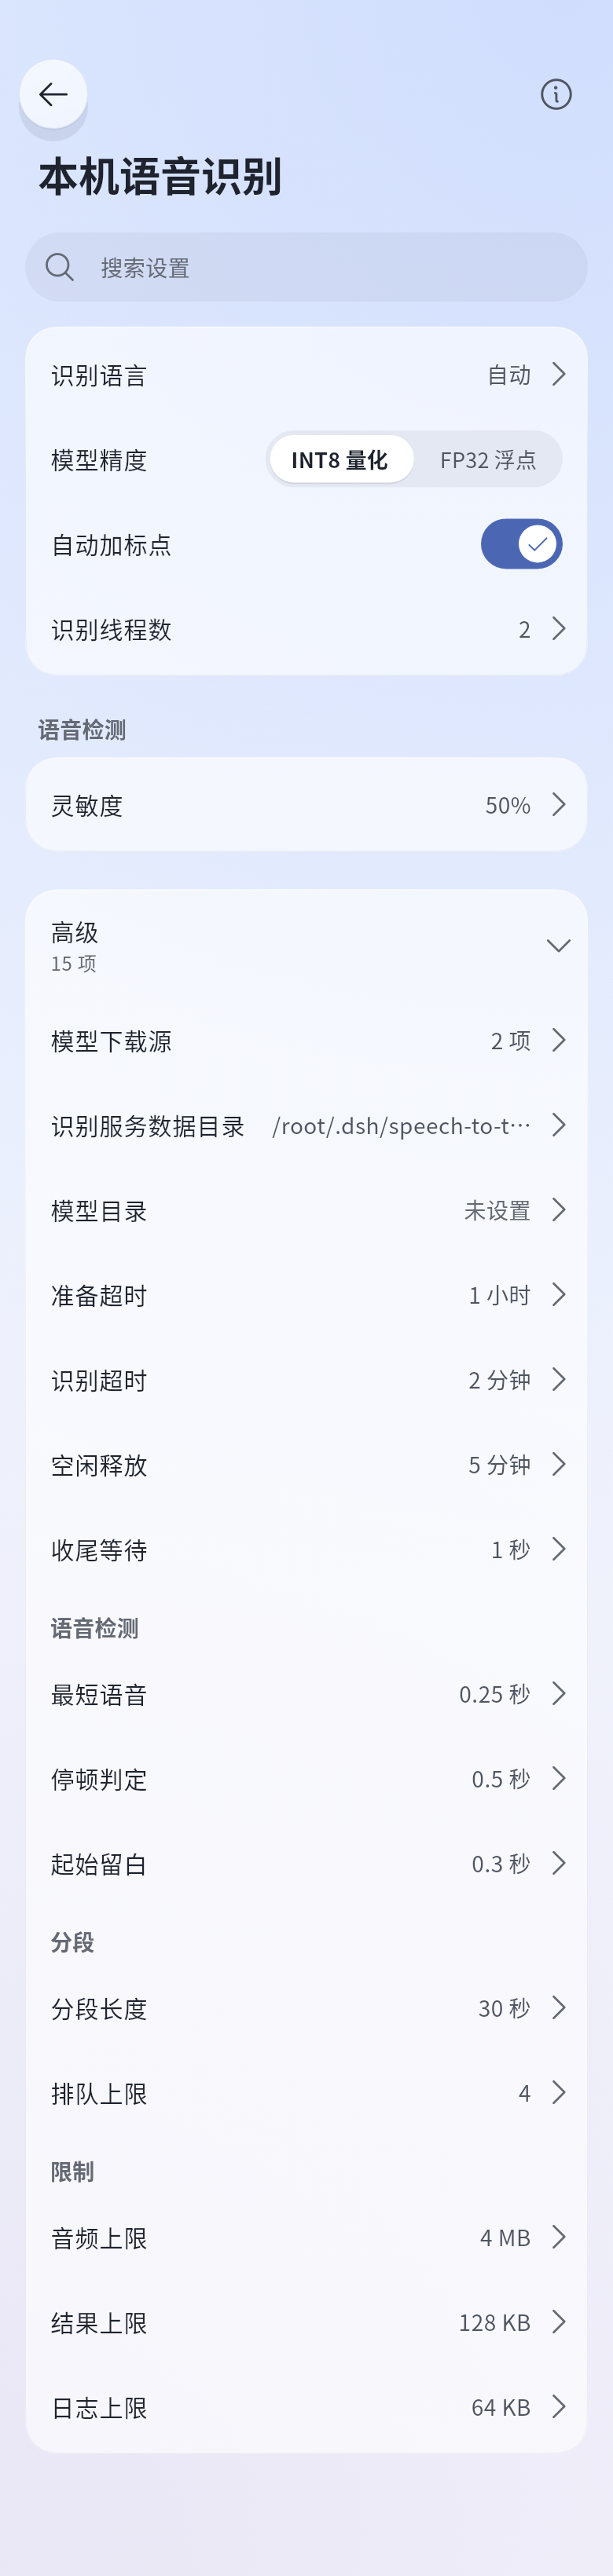 本机语音识别
搜索设置
识别语言 自动
模型精度 INT8 量化 FP32 浮点
自动加标点
识别线程数 2
语音检测
灵敏度 50%
高级
15 项
模型下载源 2 项
识别服务数据目录 /root/.dsh/speech-to-t…
模型目录 未设置
准备超时 1 小时
识别超时 2 分钟
空闲释放 5 分钟
收尾等待 1 秒
语音检测
最短语音 0.25 秒
停顿判定 0.5 秒
起始留白 0.3 秒
分段
分段长度 30 秒
排队上限 4
限制
音频上限 4 MB
结果上限 128 KB
日志上限 64 KB